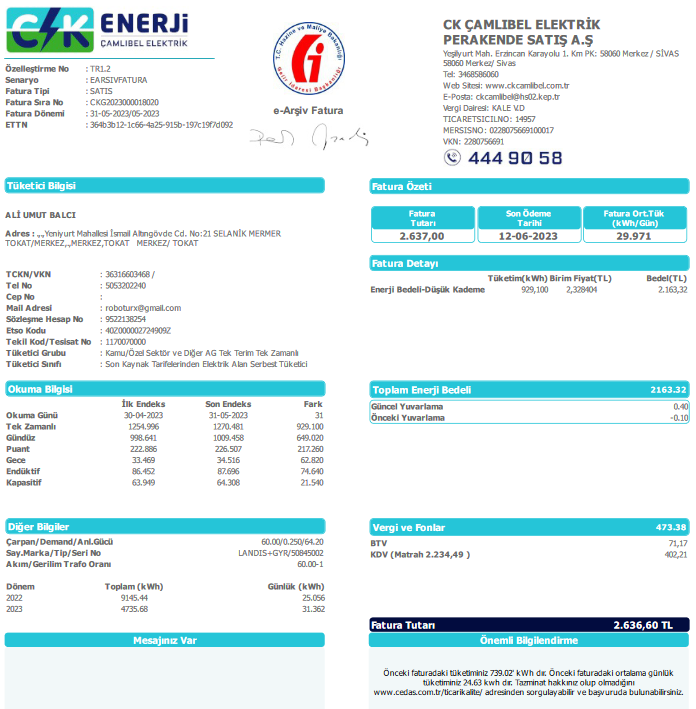 CK ENERJİ
ÇAMLIBEL ELEKTRİK
Özelleştirme No : TR1.2
Senaryo : EARSIVFATURA
Fatura Tipi : SATIS
Fatura Sıra No : CKG2023000018020
Fatura Dönemi : 31-05-2023/05-2023
ETTN : 364b3b12-1c66-4a25-915b-197c19f7d092
T.C. Hazine ve Maliye Bakanlığı
Gelir İdaresi Başkanlığı
e-Arşiv Fatura
CK ÇAMLIBEL ELEKTRİK
PERAKENDE SATIŞ A.Ş
Yeşilyurt Mah. Erzincan Karayolu 1. Km PK: 58060 Merkez / SİVAS
58060 Merkez/ Sivas
Tel: 3468586060
Web Sitesi: www.ckcamlibel.com.tr
E-Posta: ckcamlibel@hs02.kep.tr
Vergi Dairesi: KALE VD
TICARETSICILNO: 14957
MERSISNO: 0228075669100017
VKN: 2280756691
444 90 58
Tüketici Bilgisi
ALİ UMUT BALCI
Adres : ,,,Yeniyurt Mahallesi İsmail Altıngövde Cd. No:21 SELANİK MERMER
TOKAT/MERKEZ,,,MERKEZ,TOKAT MERKEZ/ TOKAT
TCKN/VKN : 36316603468 /
Tel No : 5053202240
Cep No :
Mail Adresi : roboturx@gmail.com
Sözleşme Hesap No : 9522138254
Etso Kodu : 40Z000002724909Z
Tekil Kod/Tesisat No : 1170070000
Tüketici Grubu : Kamu/Özel Sektör ve Diğer AG Tek Terim Tek Zamanlı
Tüketici Sınıfı : Son Kaynak Tarifelerinden Elektrik Alan Serbest Tüketici
Fatura Özeti
Fatura Tutarı Son Ödeme Tarihi Fatura Ort.Tük (kWh/Gün)
2.637,00 12-06-2023 29.971
Fatura Detayı
Tüketim(kWh) Birim Fiyat(TL) Bedel(TL)
Enerji Bedeli-Düşük Kademe 929,100 2,328404 2.163,32
Okuma Bilgisi
İlk Endeks Son Endeks Fark
Okuma Günü 30-04-2023 31-05-2023 31
Tek Zamanlı 1254.996 1270.481 929.100
Gündüz 998.641 1009.458 649.020
Puant 222.886 226.507 217.260
Gece 33.469 34.516 62.820
Endüktif 86.452 87.696 74.640
Kapasitif 63.949 64.308 21.540
Toplam Enerji Bedeli 2163.32
Güncel Yuvarlama 0.40
Önceki Yuvarlama -0.10
Diğer Bilgiler
Çarpan/Demand/Anl.Gücü 60.00/0.250/64.20
Say.Marka/Tip/Seri No LANDIS+GYR/50845002
Akım/Gerilim Trafo Oranı 60.00-1
Dönem Toplam (kWh) Günlük (kWh)
2022 9145.44 25.056
2023 4735.68 31.362
Vergi ve Fonlar 473.38
BTV 71,17
KDV (Matrah 2.234,49 ) 402,21
Fatura Tutarı 2.636,60 TL
Mesajınız Var
Önemli Bilgilendirme
Önceki faturadaki tüketiminiz 739.02' kWh dır. Önceki faturadaki ortalama günlük
tüketiminiz 24.63 kwh dır. Tazminat hakkınız olup olmadığını
www.cedas.com.tr/ticarikalite/ adresinden sorgulayabilir ve başvuruda bulunabilirsiniz.